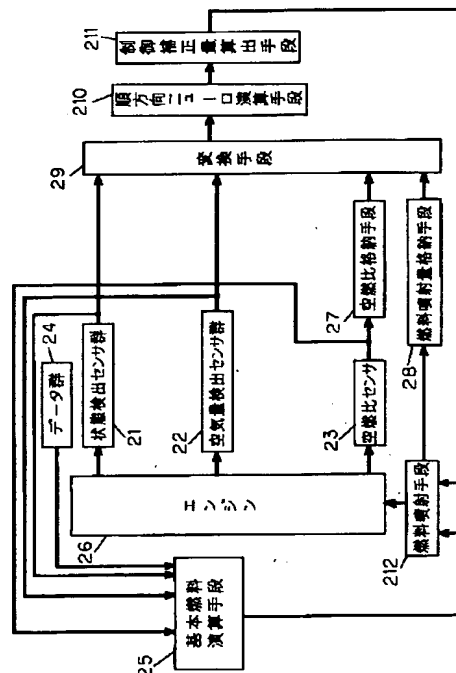 211
制御補正量算出手段
210
順方向ニューロ演算手段
29
変換手段
24
データ群
状態検出センサ群
21
空気量検出センサ群
22
空燃比センサ
23
空燃比格納手段
27
燃料噴射量格納手段
28
エンジン
26
燃料噴射手段
212
基本燃料
演算手段
25